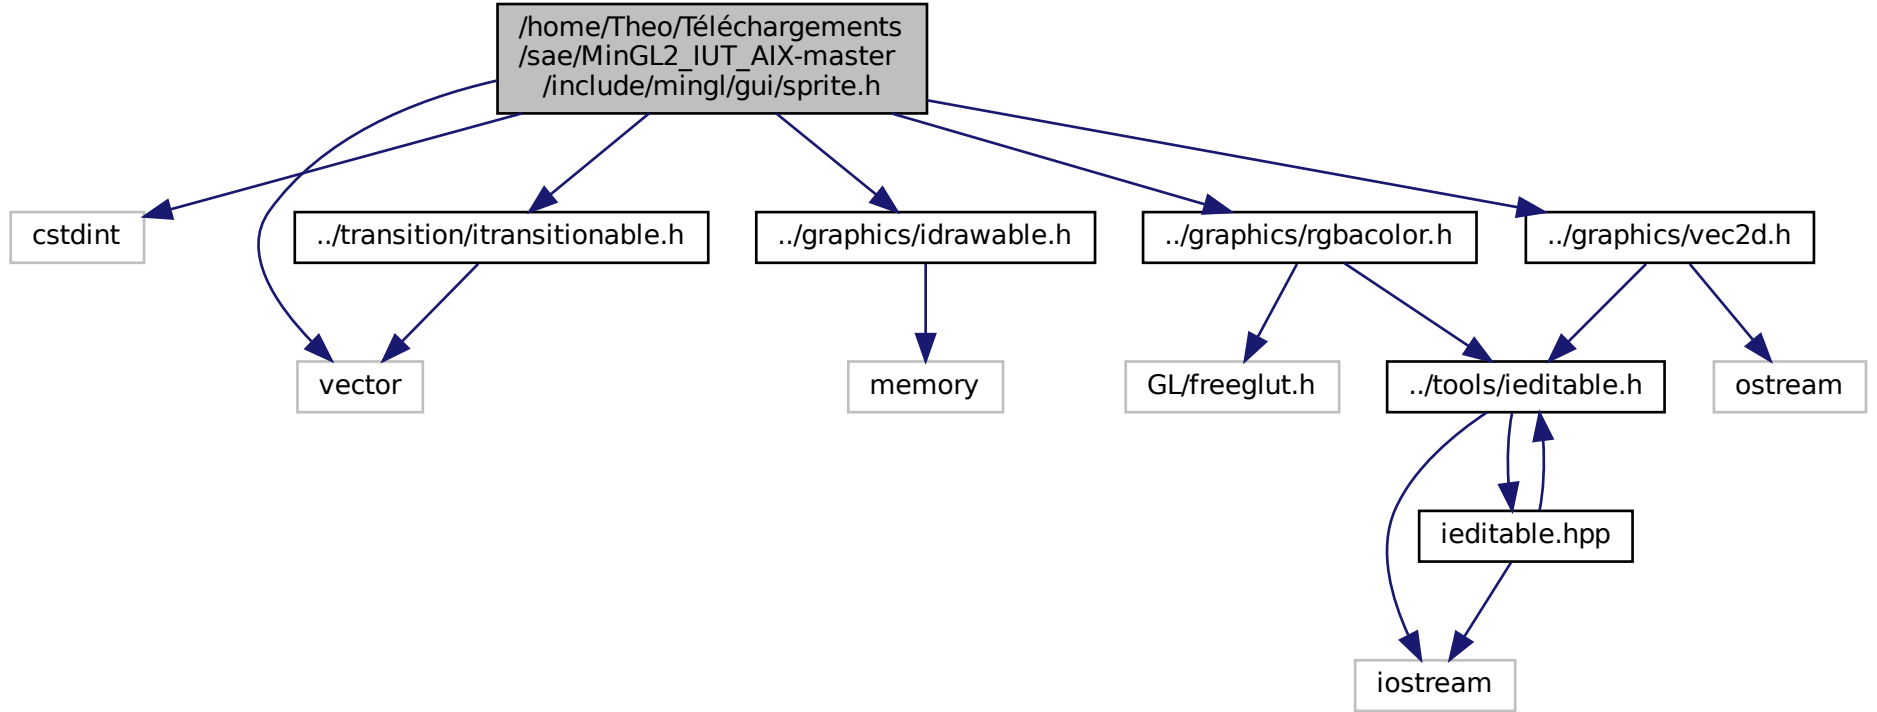 /home/Theo/Téléchargements
/sae/MinGL2_IUT_AIX-master
/include/mingl/gui/sprite.h
cstdint
../transition/itransitionable.h
../graphics/idrawable.h
../graphics/rgbacolor.h
../graphics/vec2d.h
vector
memory
GL/freeglut.h
../tools/ieditable.h
ostream
ieditable.hpp
iostream